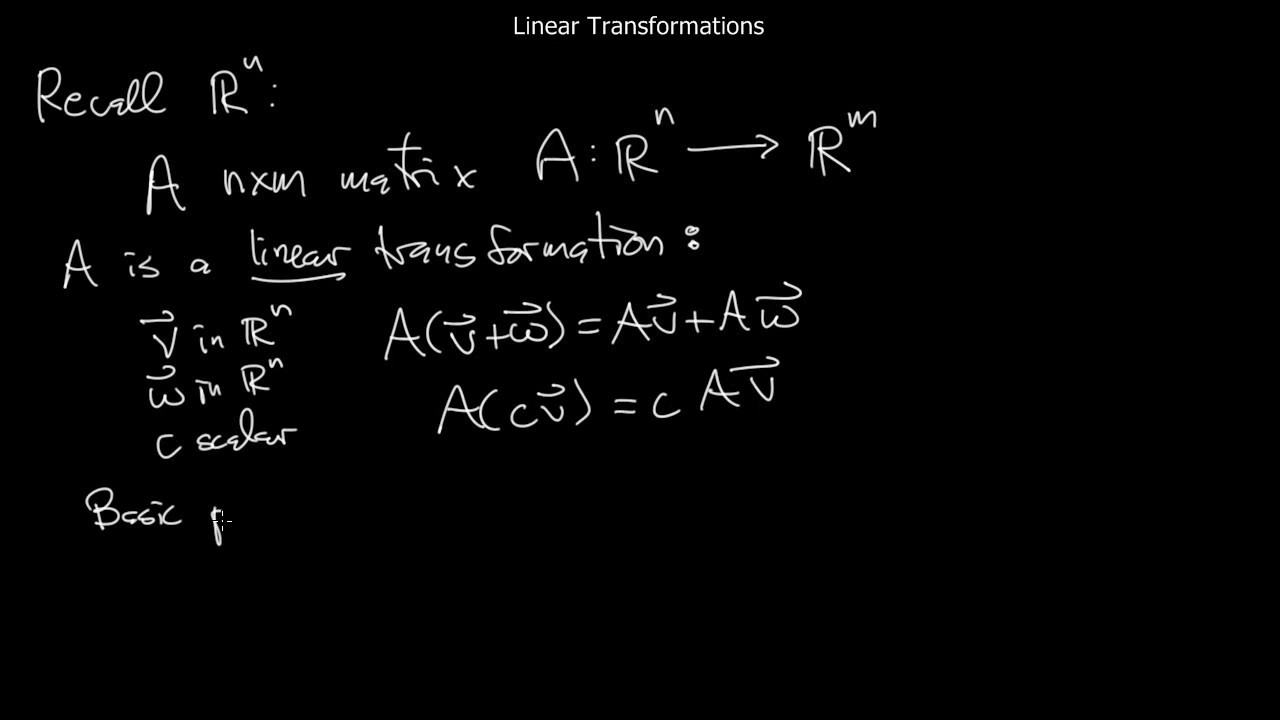 Linear Transformations
Recall ℝⁿ:
A n×m matrix A: ℝⁿ ⟶ ℝᵐ
A is a linear transformation:
v⃗ in ℝⁿ A(v⃗+w⃗) = Av⃗+Aw⃗
w⃗ in ℝⁿ
A(cv⃗) = c Av⃗
c scalar
Basic p